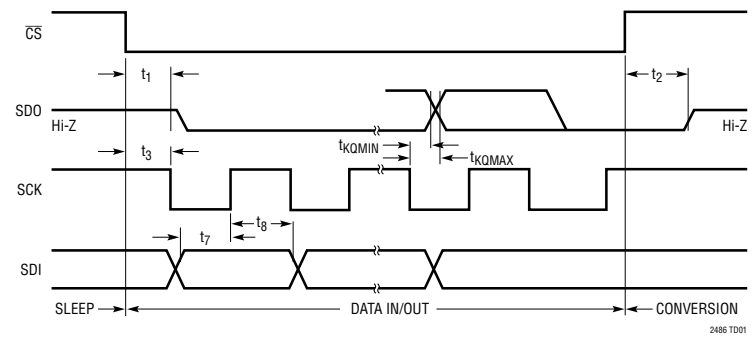 CS
t1
t2
SDO
Hi-Z
Hi-Z
tKQMIN
t3
tKQMAX
SCK
t8
t7
SDI
SLEEP
DATA IN/OUT
CONVERSION
2486 TD01